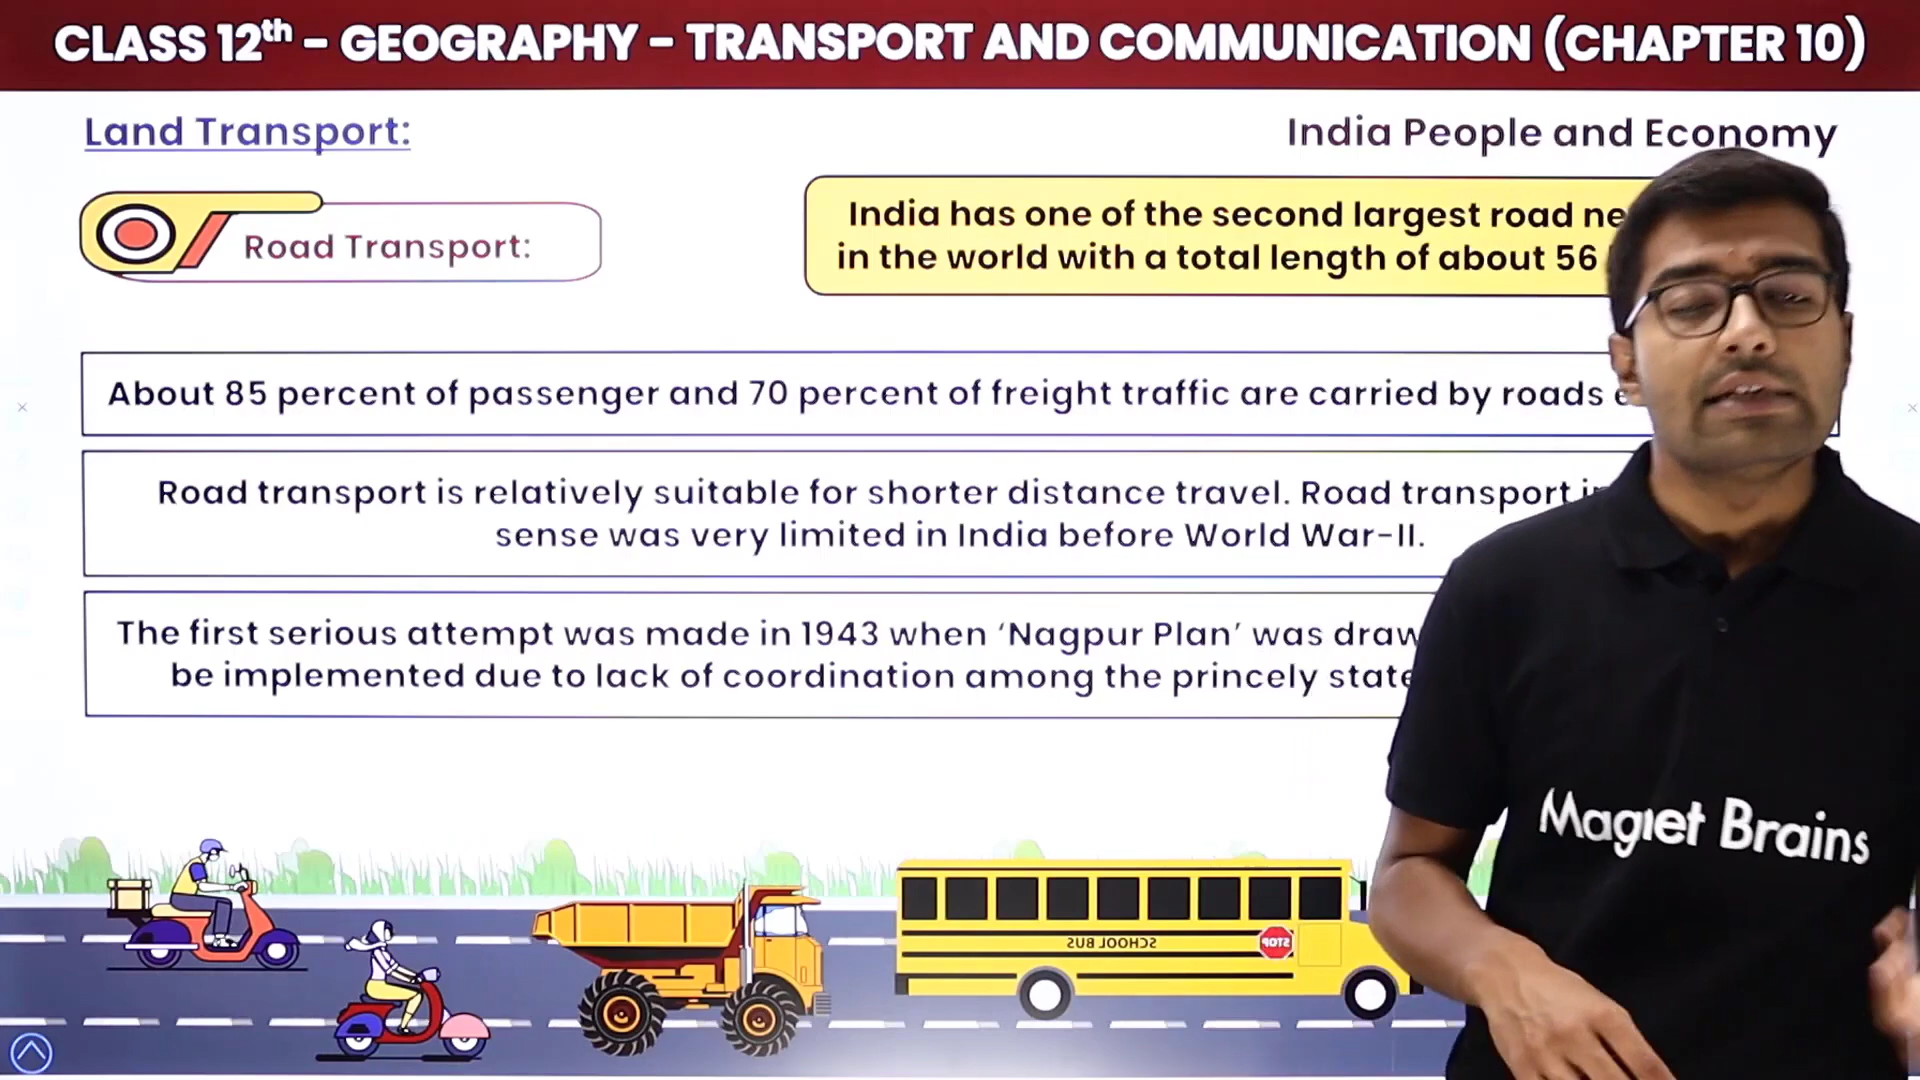 CLASS 12th – GEOGRAPHY – TRANSPORT AND COMMUNICATION (CHAPTER 10)
Land Transport:
India People and Economy
Road Transport:
India has one of the second largest road
in the world with a total length of about 56
About 85 percent of passenger and 70 percent of freight traffic are carried by roads
Road transport is relatively suitable for shorter distance travel. Road transport
sense was very limited in India before World War-II.
The first serious attempt was made in 1943 when ‘Nagpur Plan’ was
be implemented due to lack of coordination among the princely
SCHOOL BUS
STOP
Magnet Brains